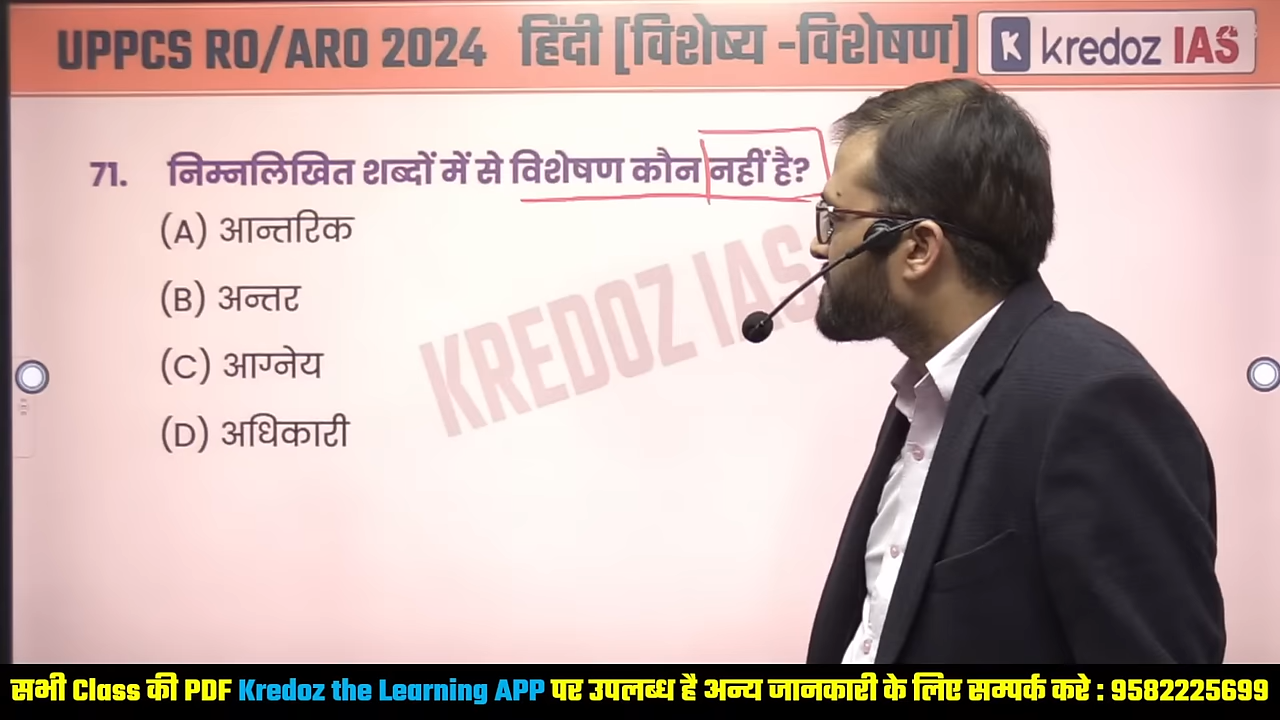 UPPCS RO/ARO 2024 हिंदी [विशेष्य -विशेषण]
K kredoz IAS
71. निम्नलिखित शब्दों में से विशेषण कौन नहीं है?
(A) आन्तरिक
(B) अन्तर
(C) आग्नेय
(D) अधिकारी
KREDOZ IAS
सभी Class की PDF Kredoz the Learning APP पर उपलब्ध है अन्य जानकारी के लिए सम्पर्क करे : 9582225699